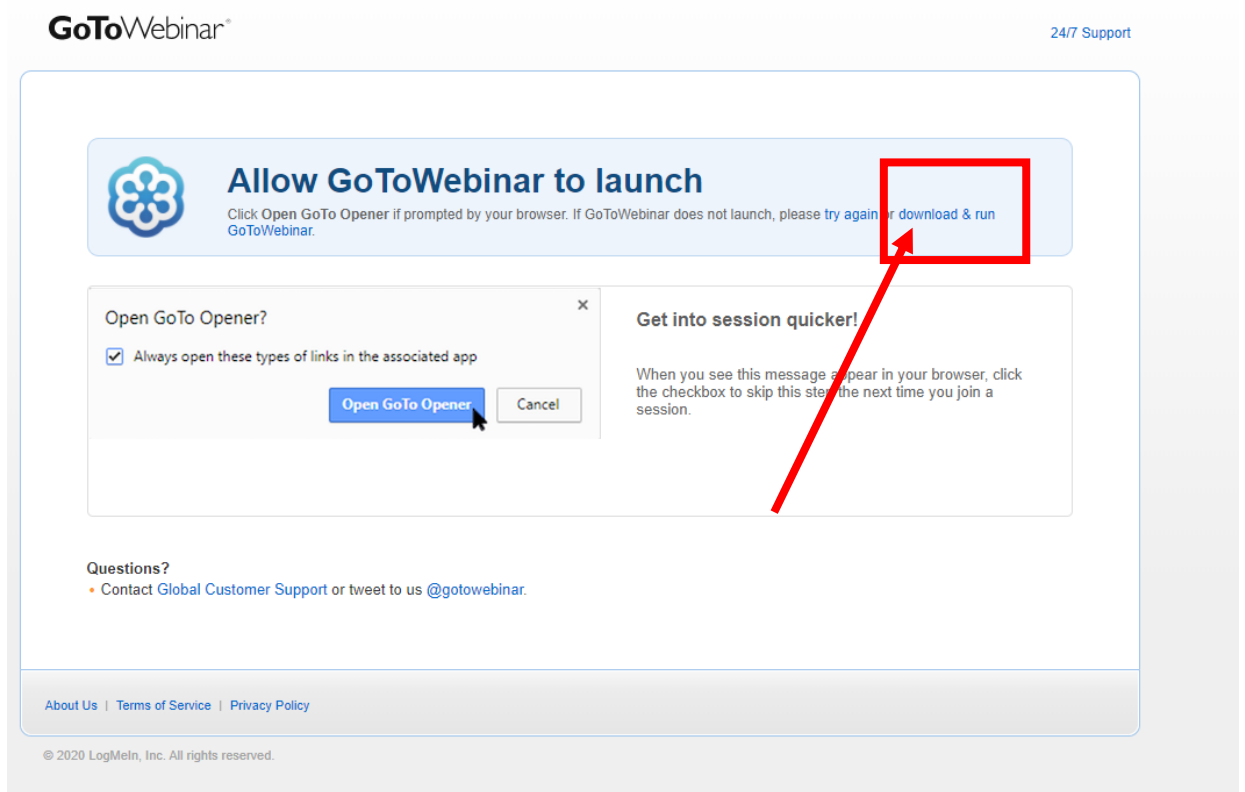 GoToWebinar®
24/7 Support
Allow GoToWebinar to launch
Click Open GoTo Opener if prompted by your browser. If GoToWebinar does not launch, please try again or download & run
GoToWebinar.
Open GoTo Opener?
×
Always open these types of links in the associated app
Open GoTo Opener
Cancel
Get into session quicker!
When you see this message appear in your browser, click
the checkbox to skip this step the next time you join a
session.
Questions?
• Contact Global Customer Support or tweet to us @gotowebinar.
About Us | Terms of Service | Privacy Policy
© 2020 LogMeIn, Inc. All rights reserved.